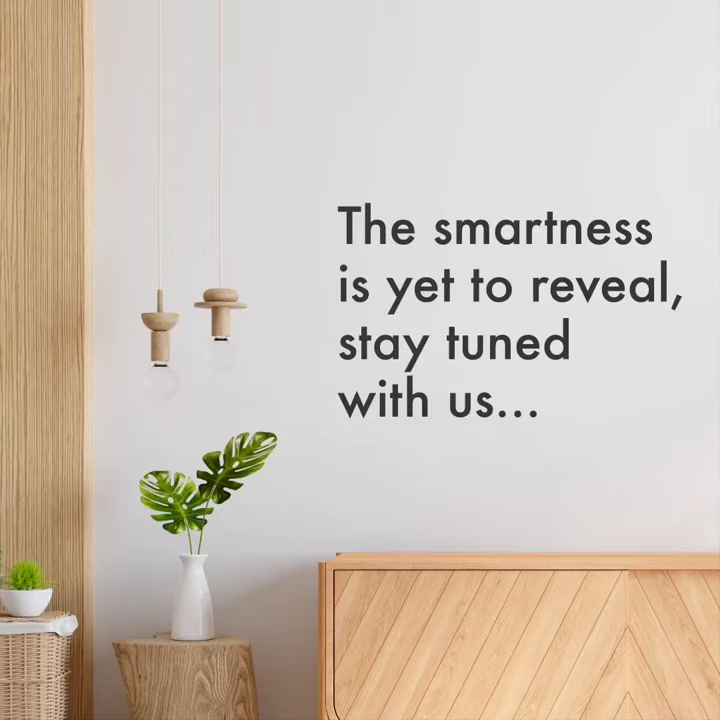 The smartness
is yet to reveal,
stay tuned
with us...